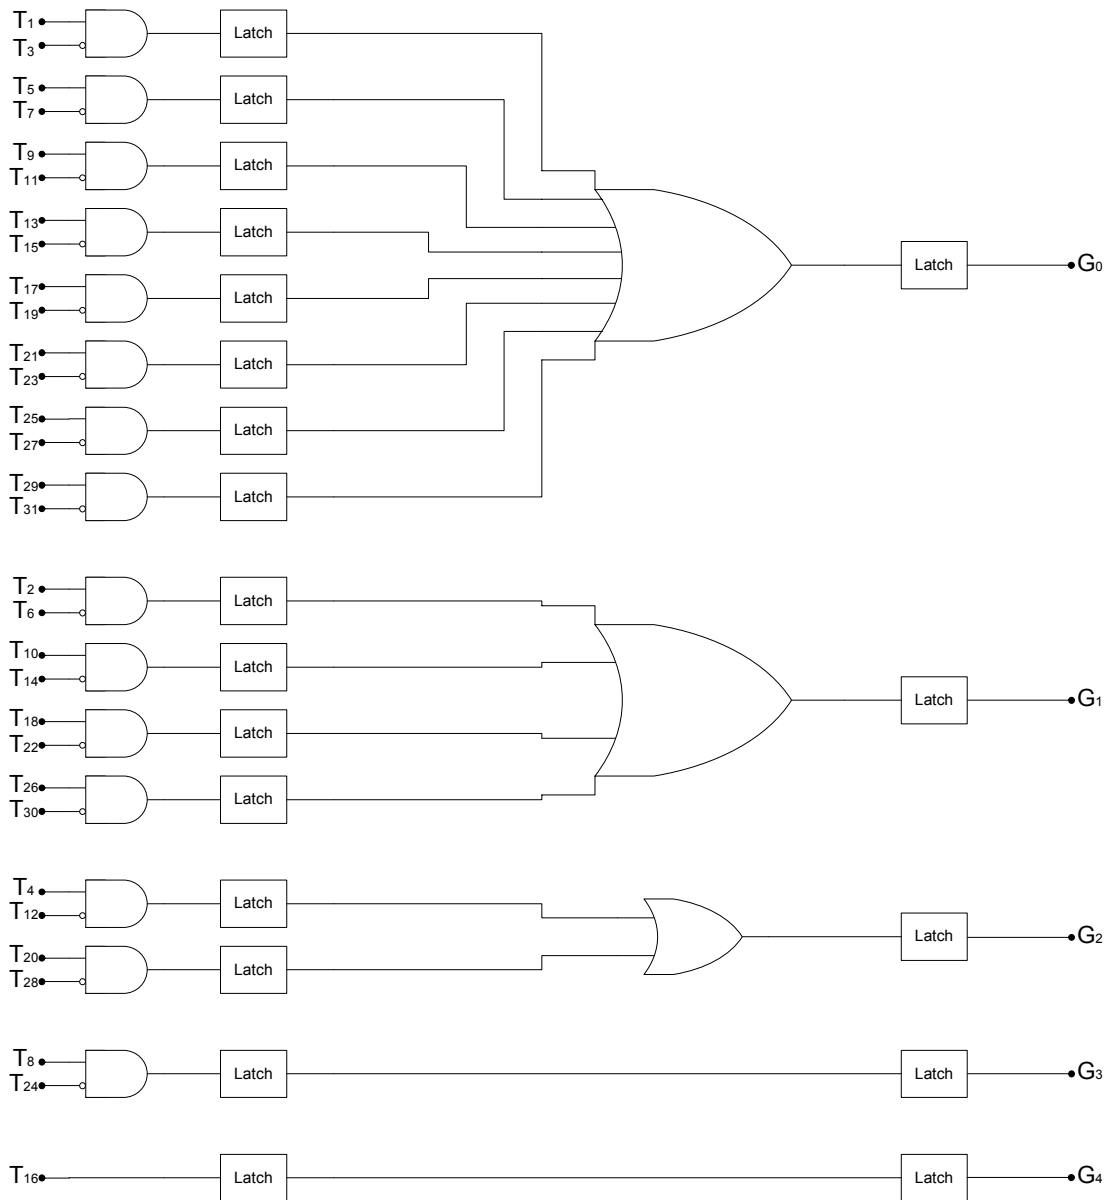 T1
T3
Latch
T5
T7
Latch
T9
T11
Latch
T13
T15
Latch
T17
T19
Latch
Latch
G0
T21
T23
Latch
T25
T27
Latch
T29
T31
Latch
T2
T6
Latch
T10
T14
Latch
Latch
G1
T18
T22
Latch
T26
T30
Latch
T4
T12
Latch
Latch
G2
T20
T28
Latch
T8
T24
Latch
Latch
G3
T16
Latch
Latch
G4